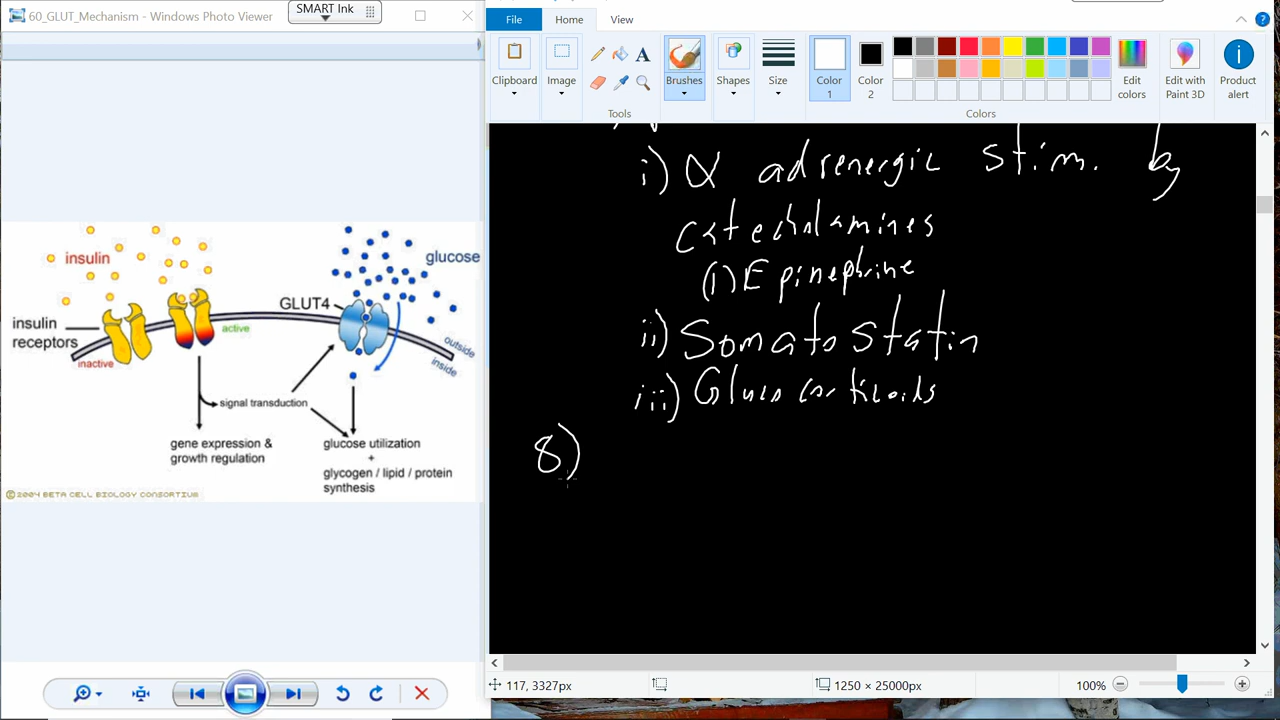 60_GLUT_Mechanism - Windows Photo Viewer
SMART Ink
File Home View
Clipboard
Image
Tools
Brushes
Shapes
Size
Color 1
Color 2
Edit colors
Colors
Edit with Paint 3D
Product alert
insulin
glucose
GLUT4
insulin receptors
active
inactive
outside
inside
signal transduction
gene expression &
growth regulation
glucose utilization
+
glycogen / lipid / protein
synthesis
©2004 BETA CELL BIOLOGY CONSORTIUM
i) α adrenergic stim. by
catecholamines
(1) Epinephrine
ii) Somatostatin
iii) Glucocorticoids
8)
117, 3327px
1250 × 25000px
100%